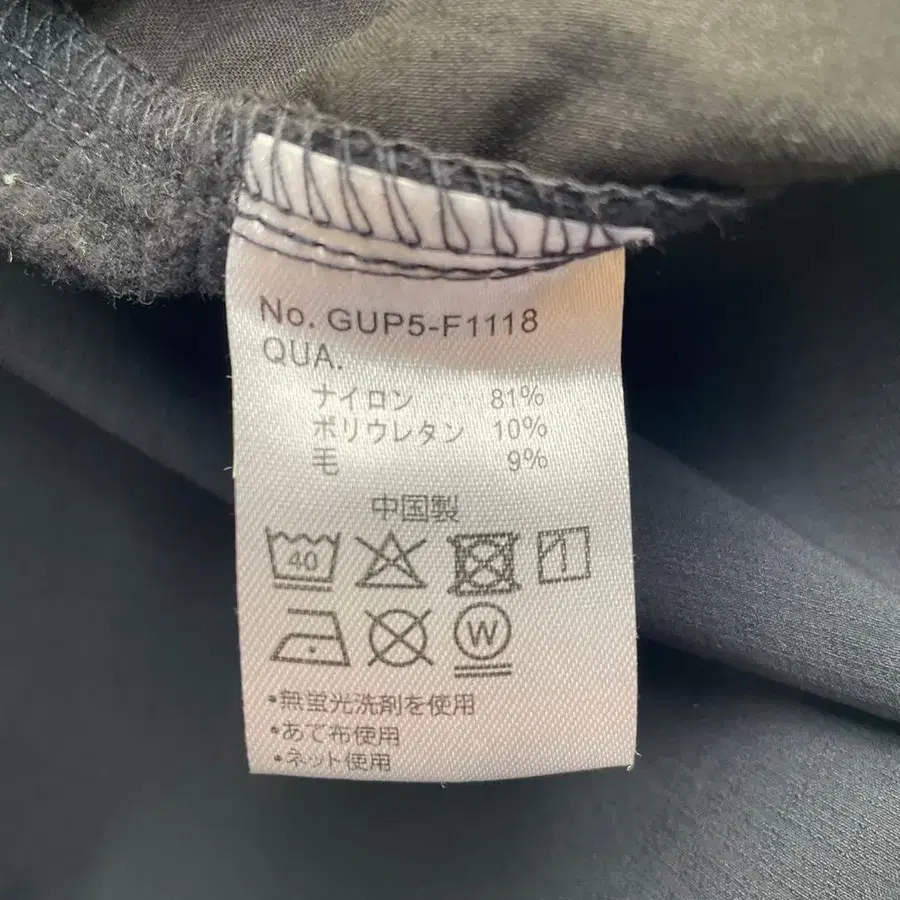 No. GUP5-F1118
QUA.
ナイロン 81%
ポリウレタン 10%
毛 9%
中国製
40
W
•無蛍光洗剤を使用
•あて布使用
•ネット使用